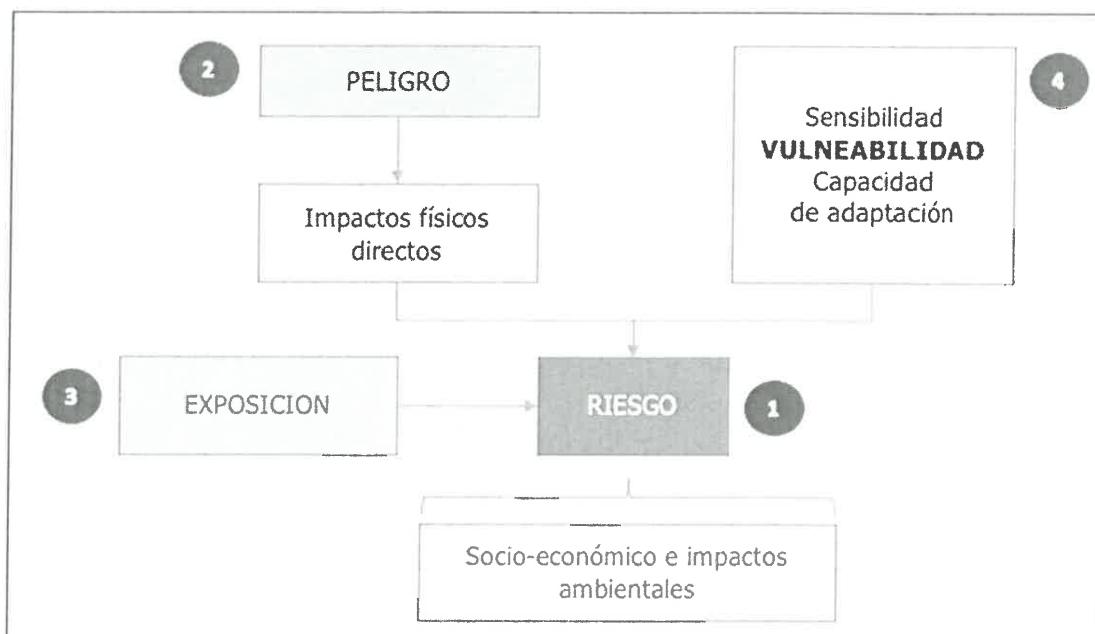 2
PELIGRO
4
Sensibilidad
VULNEABILIDAD
Capacidad
de adaptación
Impactos físicos
directos
3
EXPOSICION
RIESGO
1
Socio-económico e impactos
ambientales